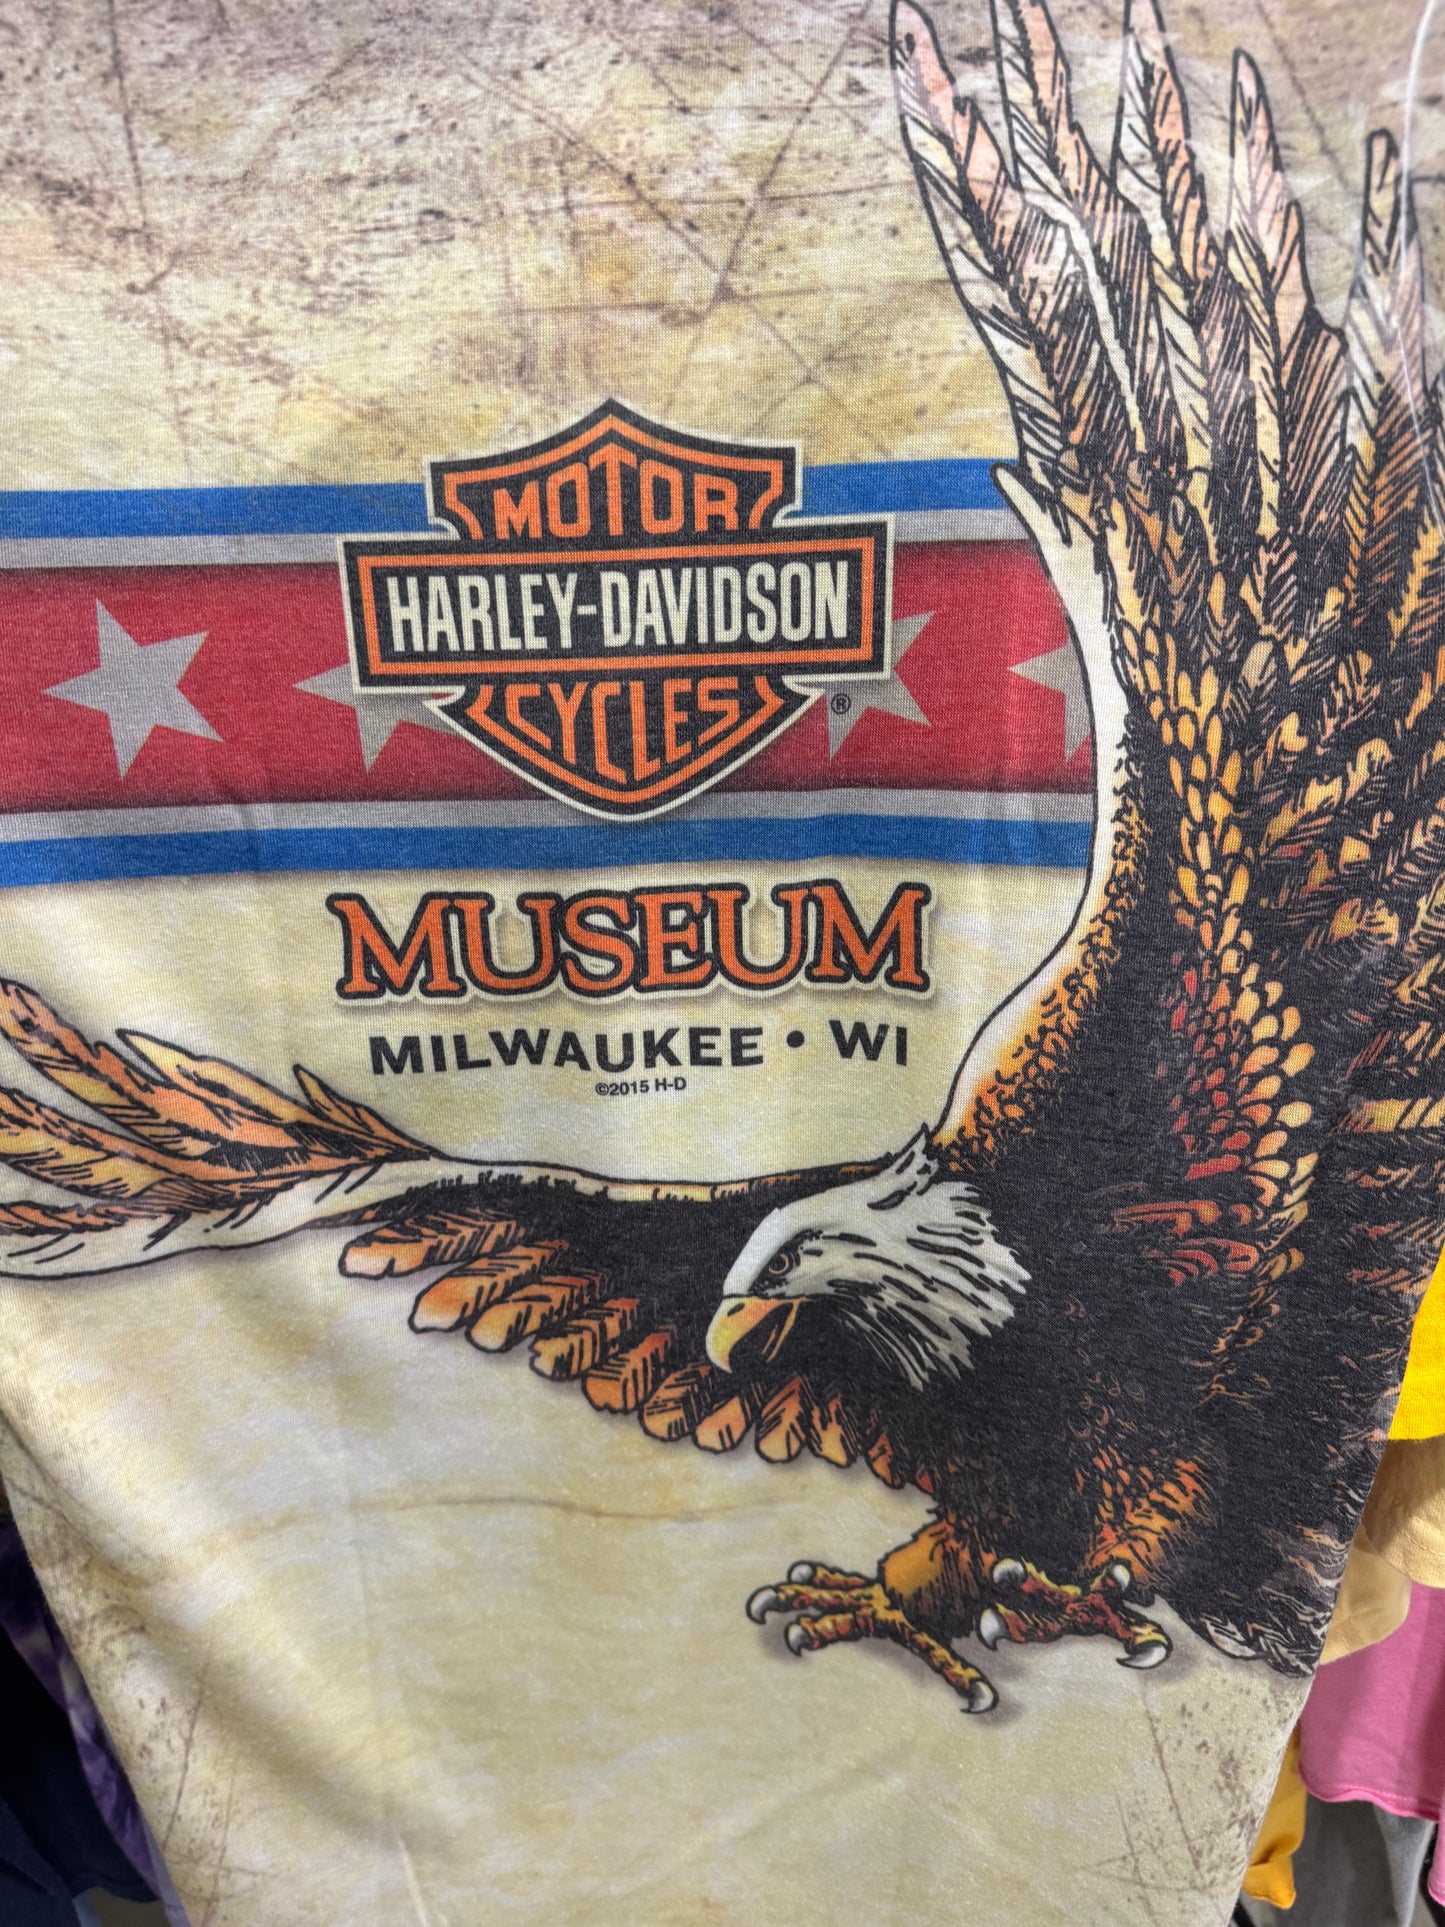 MOTOR
HARLEY-DAVIDSON
CYCLES
®
MUSEUM
MILWAUKEE • WI
©2015 H-D